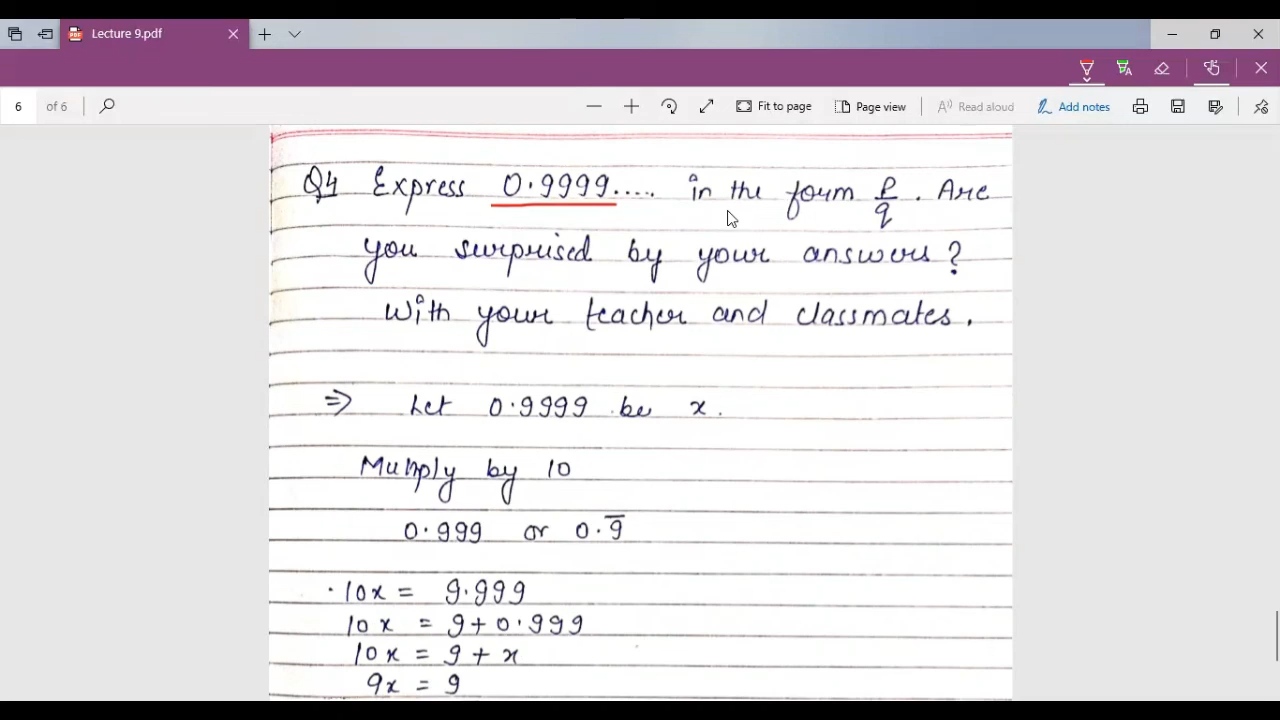 Lecture 9.pdf
6 of 6 Fit to page Page view Read aloud Add notes
Q4 Express 0.9999.... in the form p/q. Are
you surprised by your answers?
With your teacher and classmates.
⇒ Let 0.9999 be x.
Multiply by 10
0.999 or 0.9̅
.10x = 9.999
10x = 9+0.999
10x = 9 + x
9x = 9